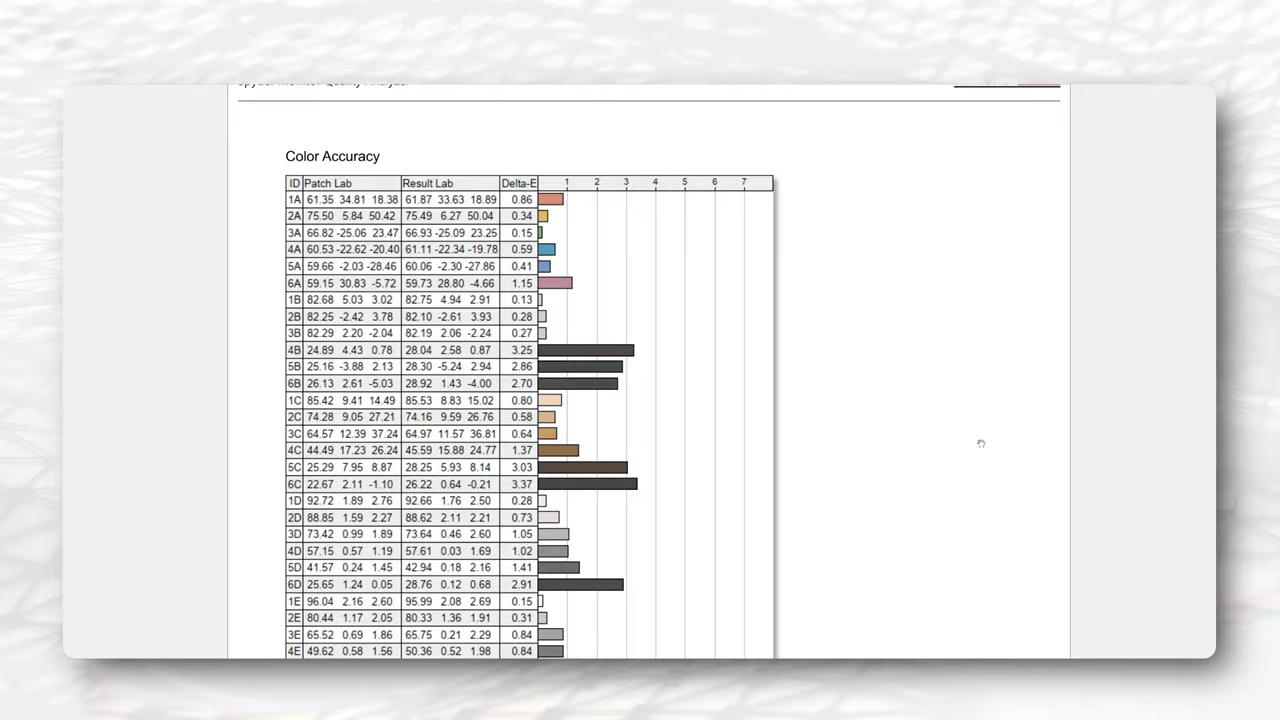 Spyder Monitor Quality Analyzer
Color Accuracy
ID Patch Lab Result Lab Delta-E 1 2 3 4 5 6 7
1A 61.35 34.81 18.38 61.87 33.63 18.89 0.86
2A 75.50 5.84 50.42 75.49 6.27 50.04 0.34
3A 66.82 -25.06 23.47 66.93 -25.09 23.25 0.15
4A 60.53 -22.62 -20.40 61.11 -22.34 -19.78 0.59
5A 59.66 -2.03 -28.46 60.06 -2.30 -27.86 0.41
6A 59.15 30.83 -5.72 59.73 28.80 -4.66 1.15
1B 82.68 5.03 3.02 82.75 4.94 2.91 0.13
2B 82.25 -2.42 3.78 82.10 -2.61 3.93 0.28
3B 82.29 2.20 -2.04 82.19 2.06 -2.24 0.27
4B 24.89 4.43 0.78 28.04 2.58 0.87 3.25
5B 25.16 -3.88 2.13 28.30 -5.24 2.94 2.86
6B 26.13 2.61 -5.03 28.92 1.43 -4.00 2.70
1C 85.42 9.41 14.49 85.53 8.83 15.02 0.80
2C 74.28 9.05 27.21 74.16 9.59 26.76 0.58
3C 64.57 12.39 37.24 64.97 11.57 36.81 0.64
4C 44.49 17.23 26.24 45.59 15.88 24.77 1.37
5C 25.29 7.95 8.87 28.25 5.93 8.14 3.03
6C 22.67 2.11 -1.10 26.22 0.64 -0.21 3.37
1D 92.72 1.89 2.76 92.66 1.76 2.50 0.28
2D 88.85 1.59 2.27 88.62 2.11 2.21 0.73
3D 73.42 0.99 1.89 73.64 0.46 2.60 1.05
4D 57.15 0.57 1.19 57.61 0.03 1.69 1.02
5D 41.57 0.24 1.45 42.94 0.18 2.16 1.41
6D 25.65 1.24 0.05 28.76 0.12 0.68 2.91
1E 96.04 2.16 2.60 95.99 2.08 2.69 0.15
2E 80.44 1.17 2.05 80.33 1.36 1.91 0.31
3E 65.52 0.69 1.86 65.75 0.21 2.29 0.84
4E 49.62 0.58 1.56 50.36 0.52 1.98 0.84